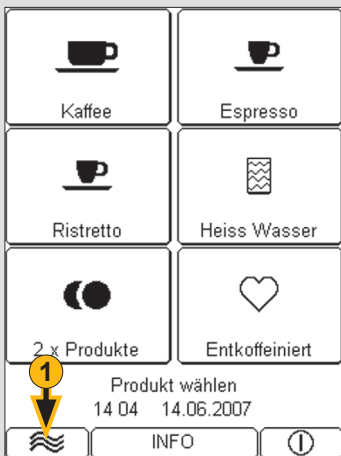 Kaffee
Espresso
Ristretto
Heiss Wasser
2 x Produkte
Entkoffeiniert
1
Produkt wählen
14 04 14.06.2007
INFO